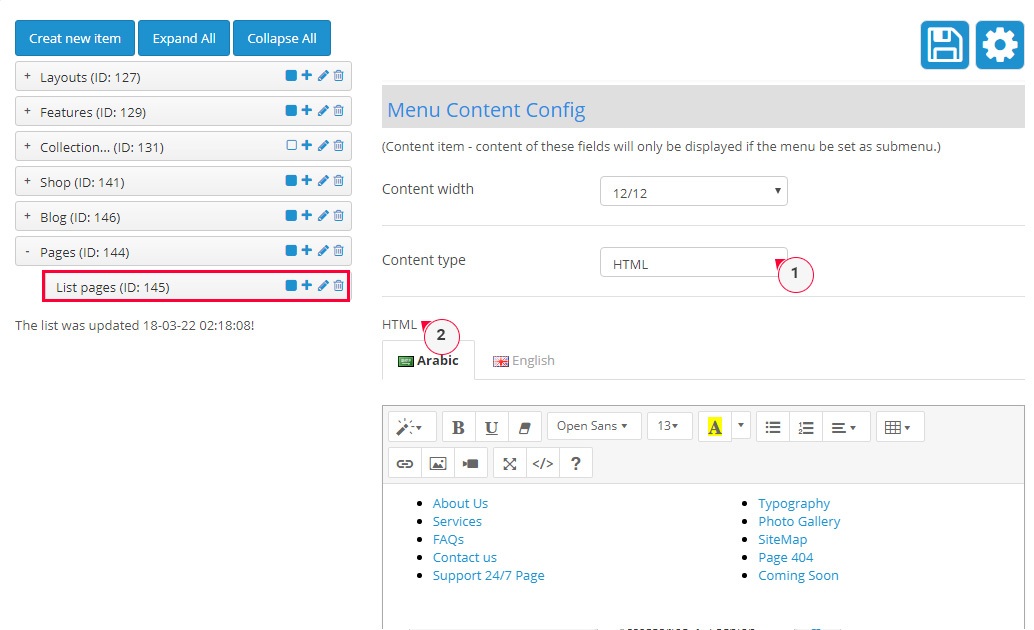 Creat new item Expand All Collapse All
+ Layouts (ID: 127)
+ Features (ID: 129)
+ Collection... (ID: 131)
+ Shop (ID: 141)
+ Blog (ID: 146)
- Pages (ID: 144)
List pages (ID: 145)
The list was updated 18-03-22 02:18:08!
Menu Content Config
(Content item - content of these fields will only be displayed if the menu be set as submenu.)
Content width 12/12
Content type HTML 1
HTML 2
Arabic English
B U Open Sans 13 A
</> ?
About Us
Services
FAQs
Contact us
Support 24/7 Page
Typography
Photo Gallery
SiteMap
Page 404
Coming Soon